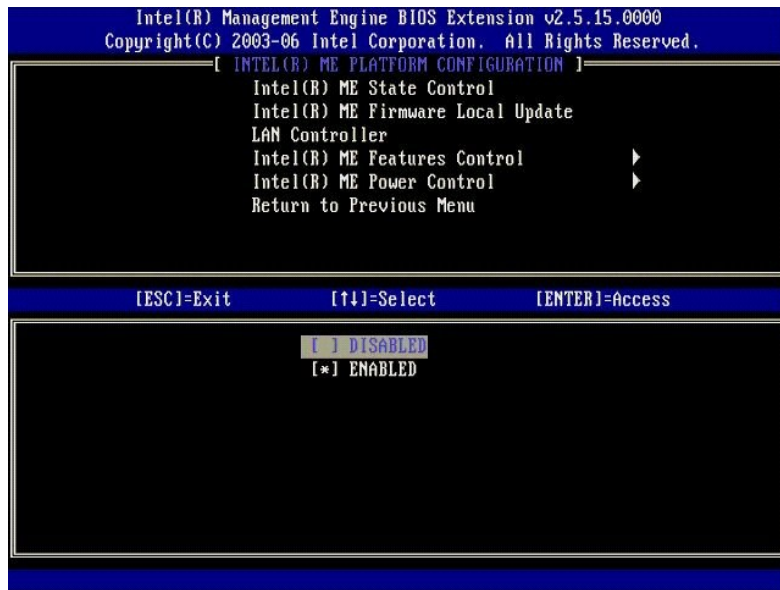 Intel(R) Management Engine BIOS Extension v2.5.15.0000
Copyright(C) 2003-06 Intel Corporation. All Rights Reserved.
[ INTEL(R) ME PLATFORM CONFIGURATION ]
Intel(R) ME State Control
Intel(R) ME Firmware Local Update
LAN Controller
Intel(R) ME Features Control ►
Intel(R) ME Power Control ►
Return to Previous Menu
[ESC]=Exit [↑↓]=Select [ENTER]=Access
[ ] DISABLED
[*] ENABLED